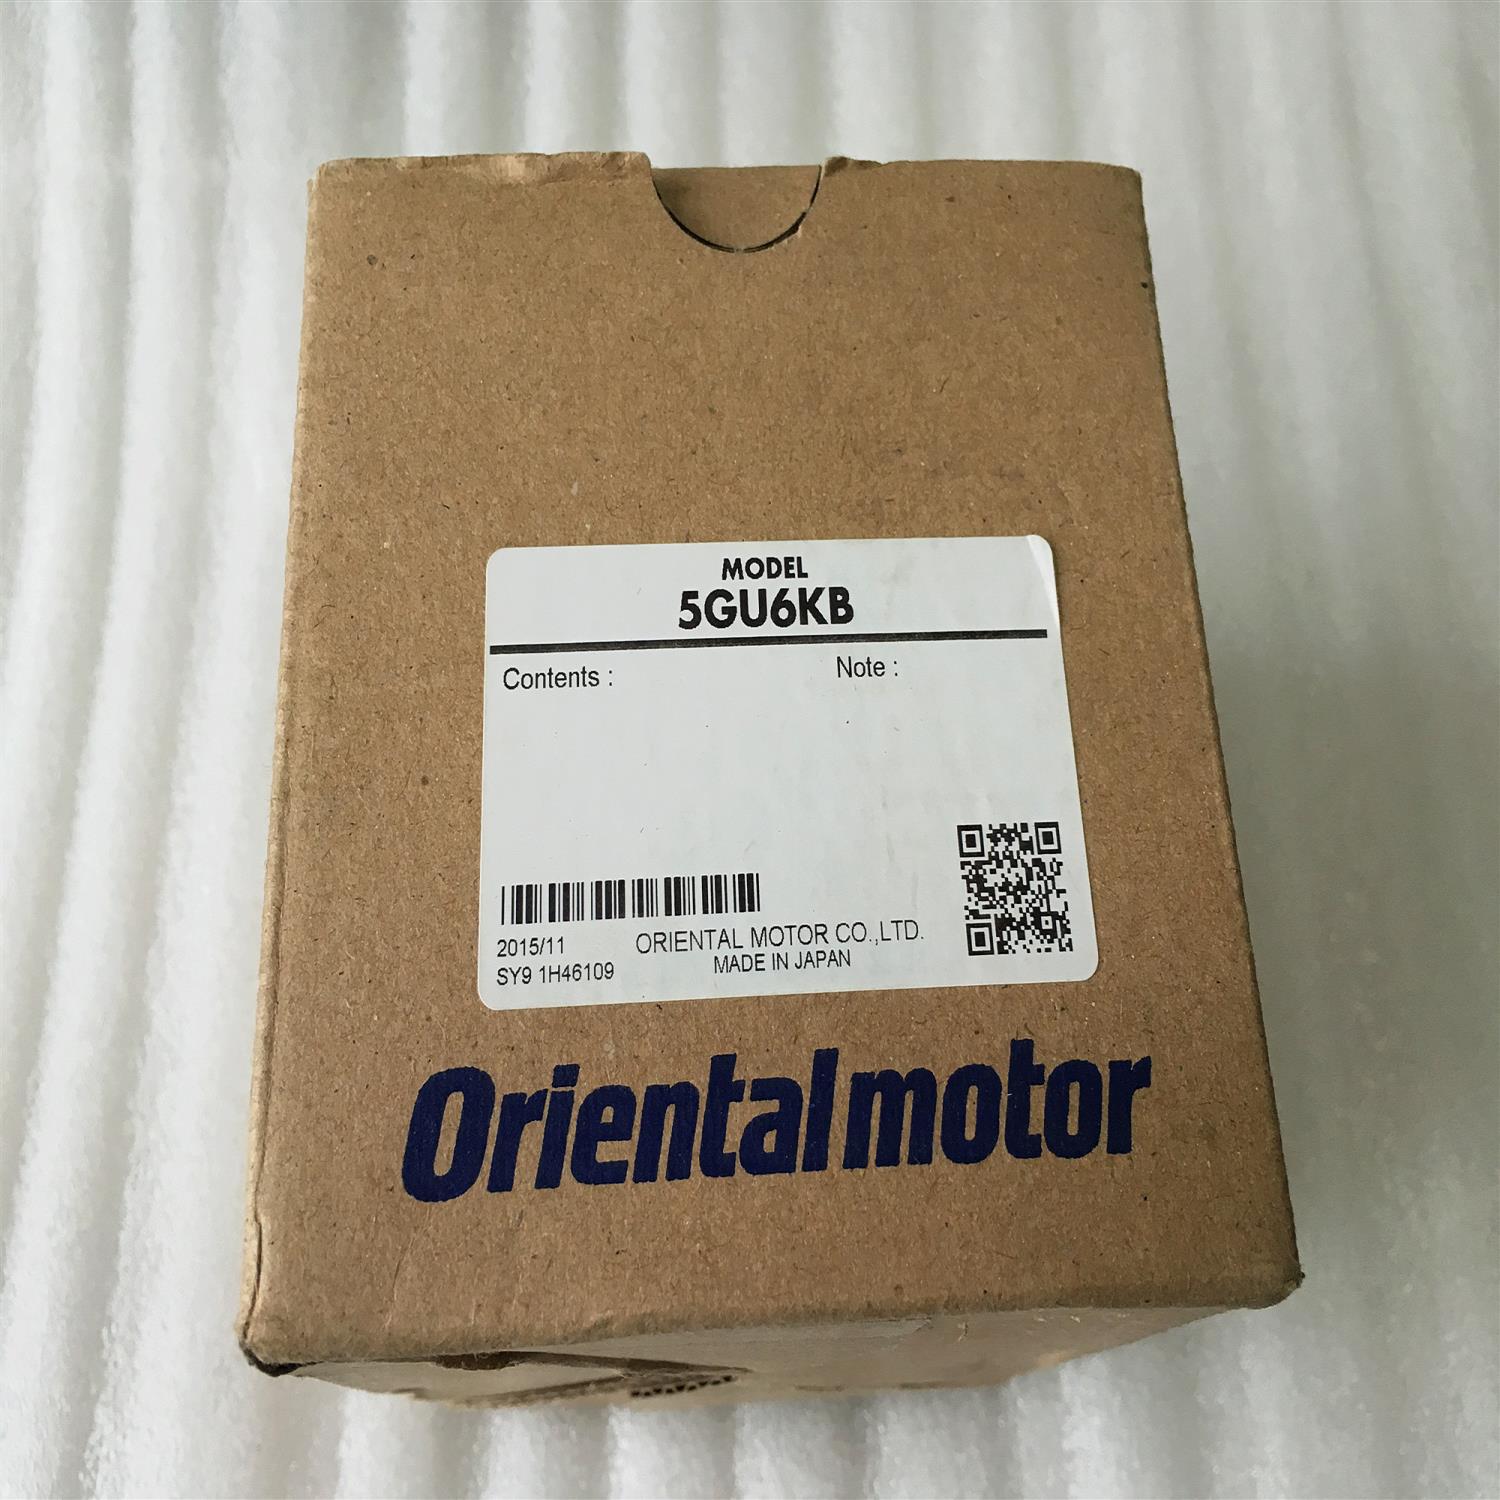 MODEL
5GU6KB
Contents : Note :
2015/11 ORIENTAL MOTOR CO.,LTD.
SY9 1H46109 MADE IN JAPAN
Orientalmotor